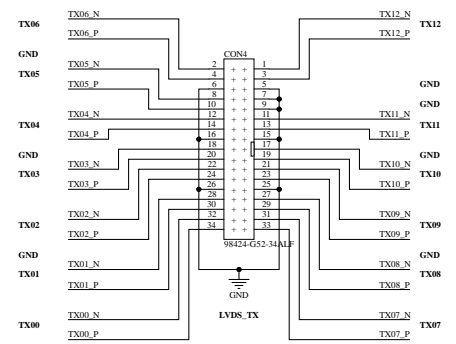 TX06_N TX12_N
TX06 TX12
TX06_P TX12_P
GND CON4
TX05_N 2 1
TX05 4 3
TX05_P 6 5 GND
8 7
10 9 GND
TX04_N 12 11 TX11_N
TX04 14 13 TX11
TX04_P 16 15 TX11_P
18 17
GND 20 19 GND
TX03_N 22 21 TX10_N
TX03 24 23 TX10
TX03_P 26 25 TX10_P
28 27
TX02_N 30 29 TX09_N
TX02 32 31 TX09
TX02_P 34 33 TX09_P
98424-G52-34ALF
GND GND
TX01_N TX08_N
TX01 TX08
TX01_P GND TX08_P
LVDS_TX
TX00_N TX07_N
TX00 TX07
TX00_P TX07_P